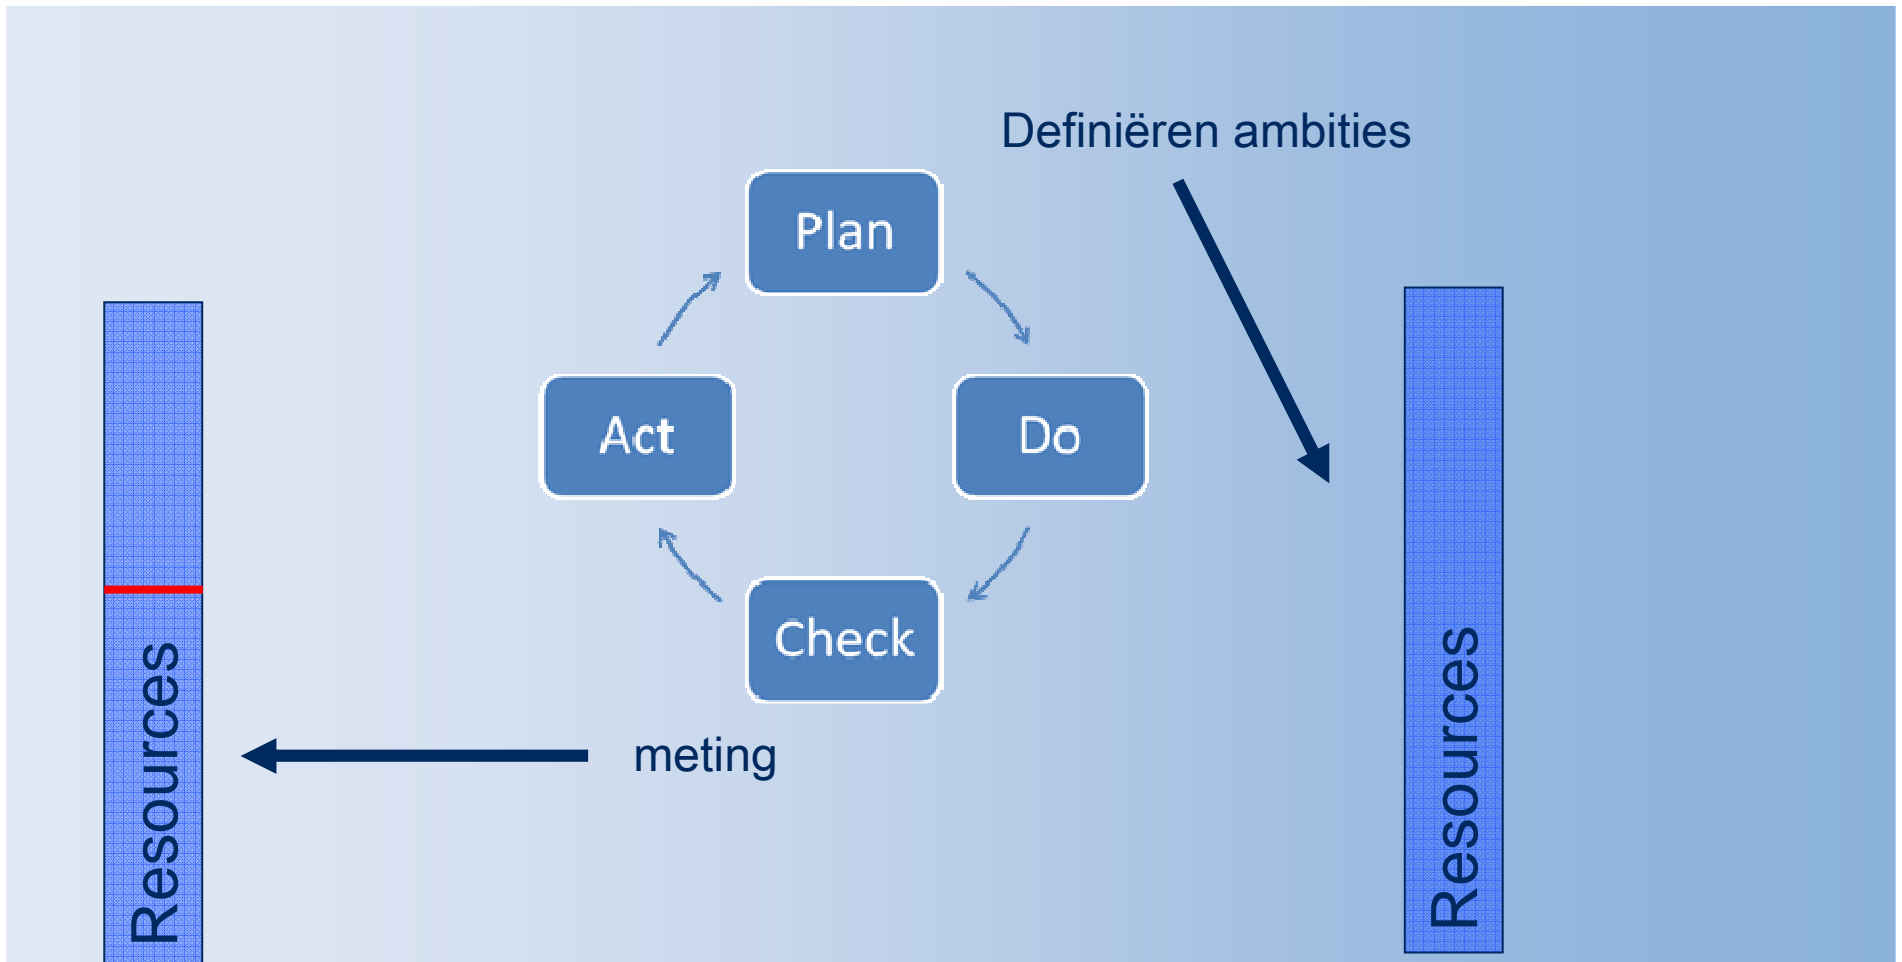 Definiëren ambities
Plan
Act
Do
Check
meting
Resources
Resources